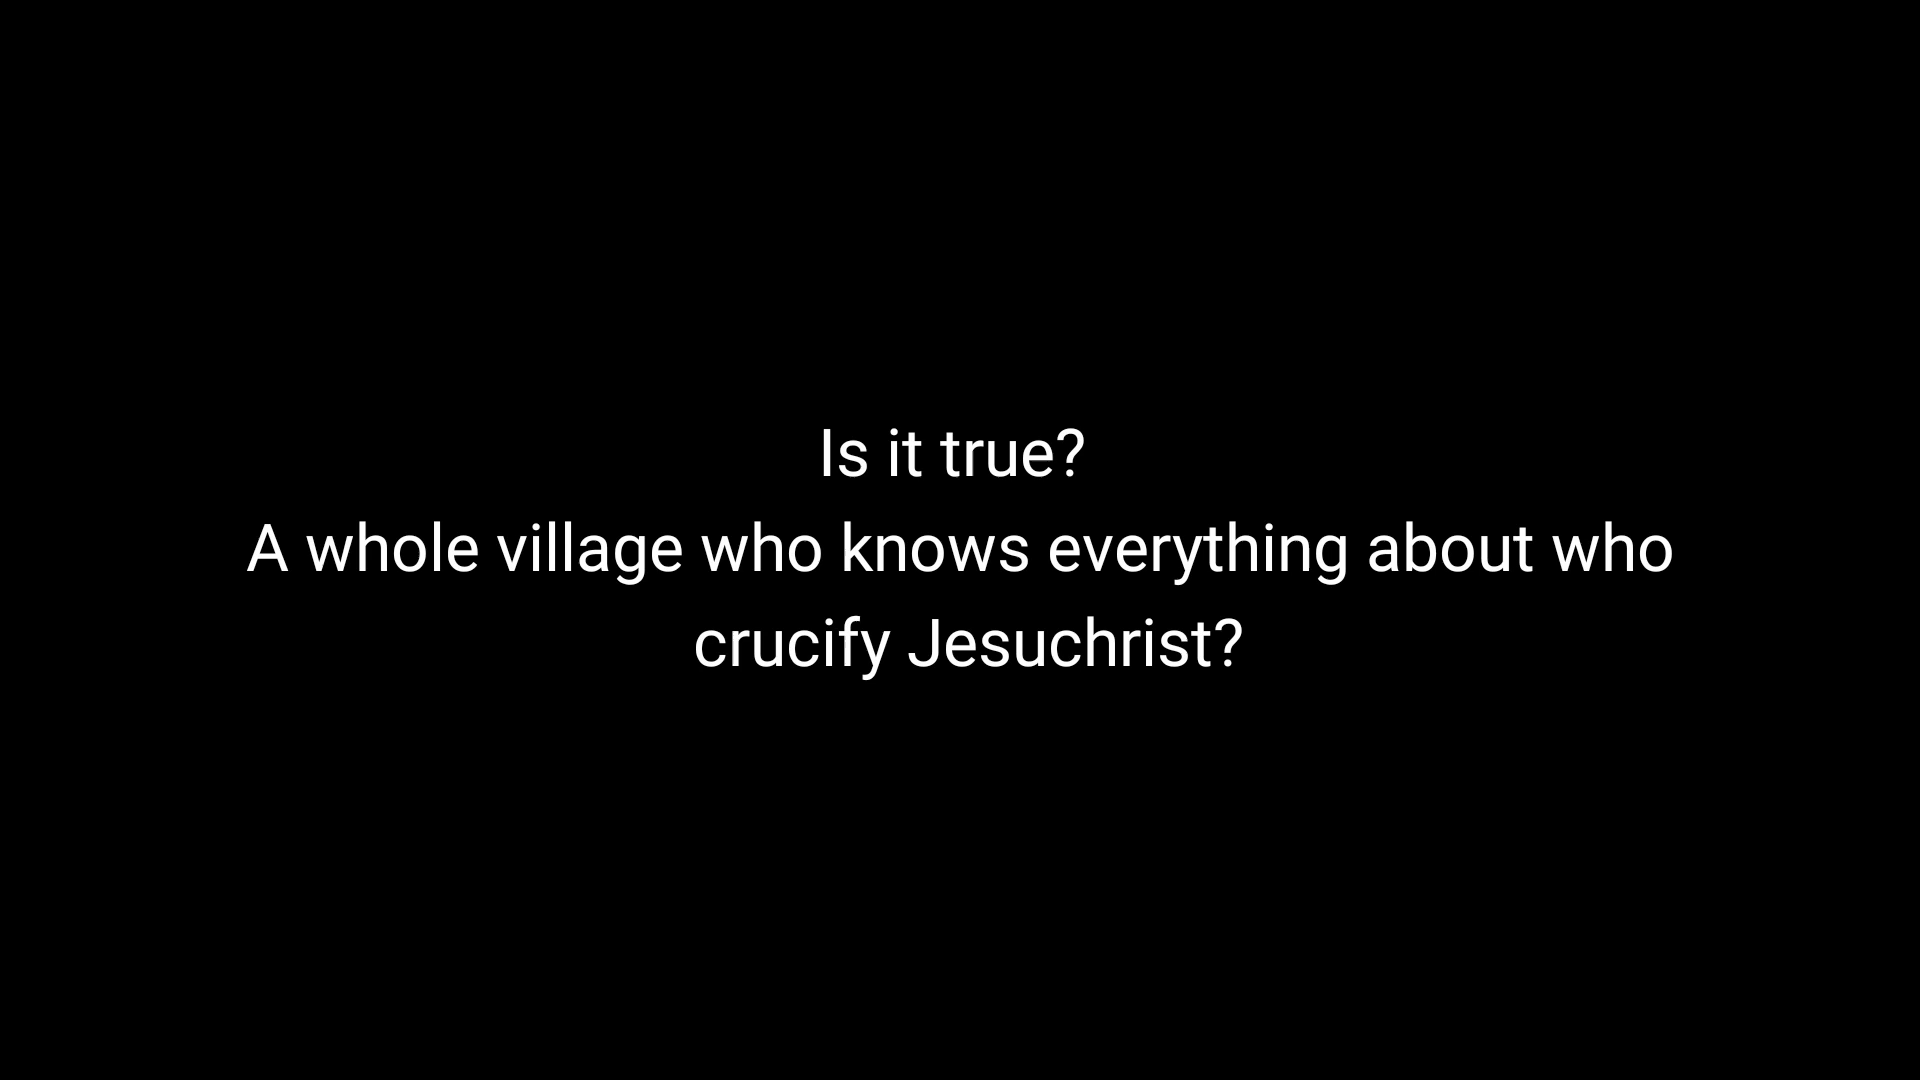 Is it true?
A whole village who knows everything about who
crucify Jesuchrist?